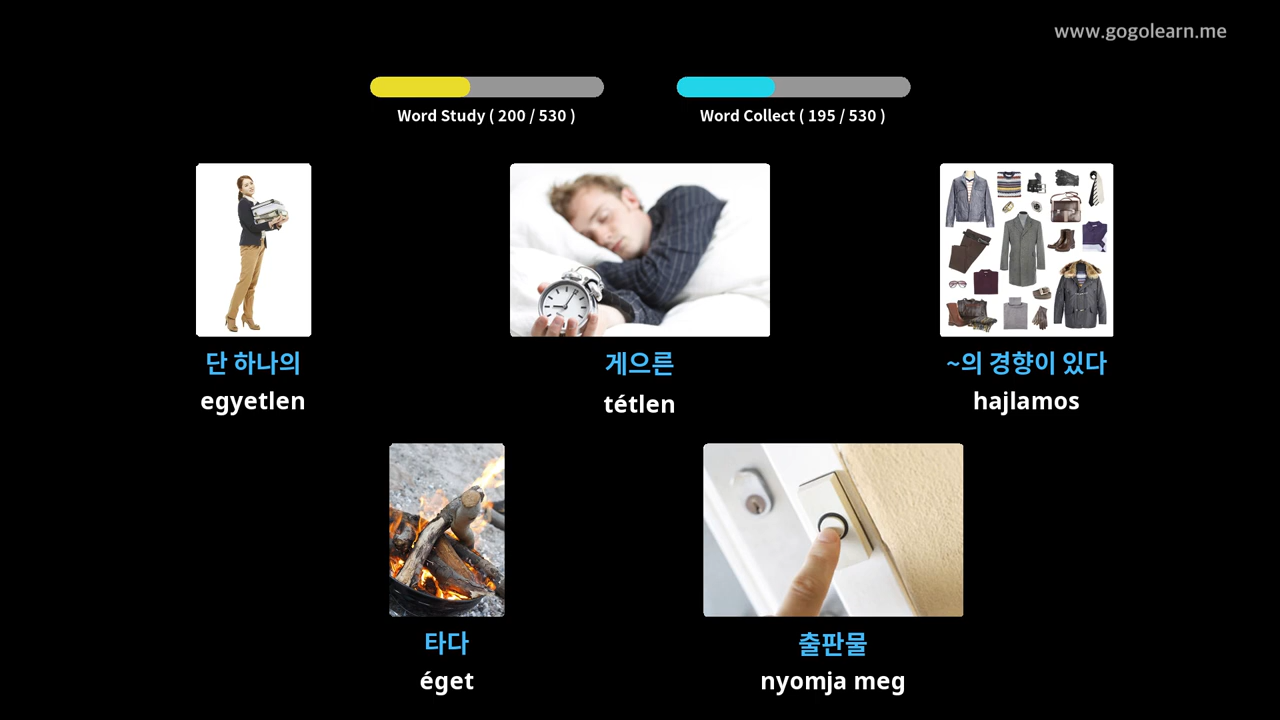 www.gogolearn.me
Word Study ( 200 / 530 )
Word Collect ( 195 / 530 )
단 하나의
egyetlen
게으른
tétlen
~의 경향이 있다
hajlamos
타다
éget
출판물
nyomja meg